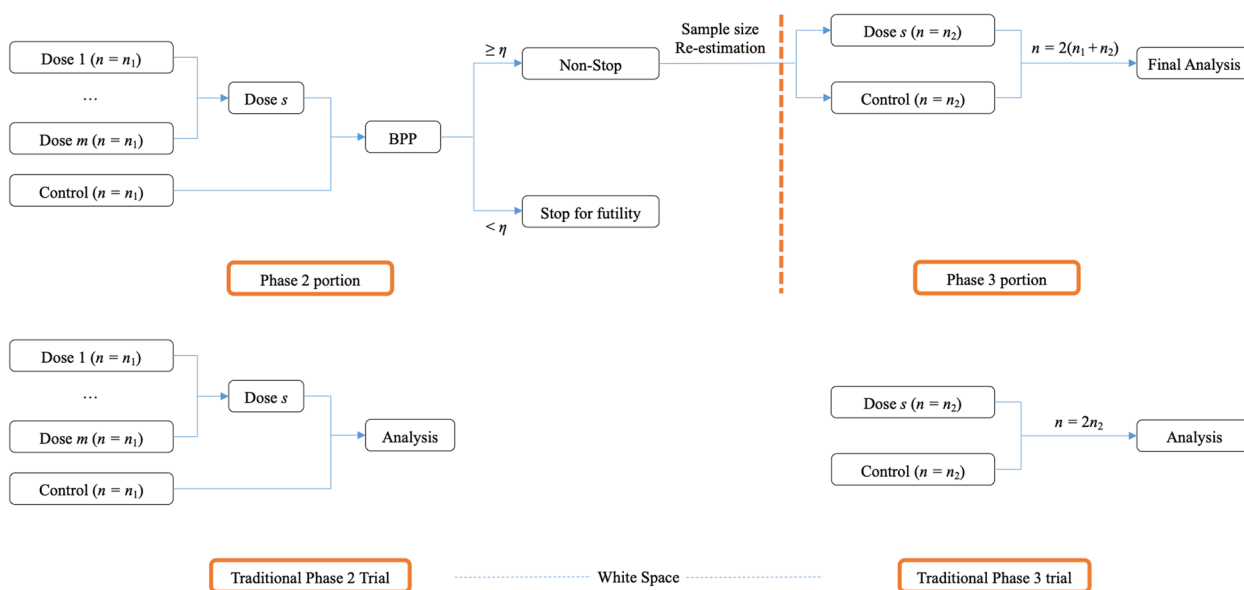 Dose 1 (n = n₁)
...
Dose m (n = n₁)
Control (n = n₁)
Dose s
BPP
≥ η
< η
Non-Stop
Stop for futility
Sample size
Re-estimation
Dose s (n = n₂)
Control (n = n₂)
n = 2(n₁ + n₂)
Final Analysis
Phase 2 portion
Phase 3 portion
Dose 1 (n = n₁)
...
Dose m (n = n₁)
Control (n = n₁)
Dose s
Analysis
Dose s (n = n₂)
Control (n = n₂)
n = 2n₂
Analysis
Traditional Phase 2 Trial
White Space
Traditional Phase 3 trial